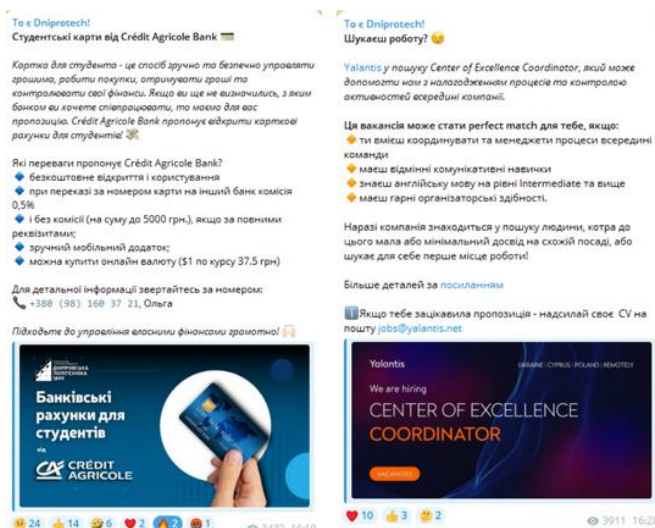 То є Dniprotech!
Студентські карти від Crédit Agricole Bank
Картка для студента - це спосіб зручно та безпечно управляти
грошима, робити покупки, отримувати гроші та
контролювати свої фінанси. Якщо ви ще не визначились, з яким
банком ви хочете співпрацювати, то маємо для вас
пропозицію. Crédit Agricole Bank пропонує відкрити карткові
рахунки для студентів!
Які переваги пропонує Crédit Agricole Bank?
безкоштовне відкриття і користування
при переказі за номером карти на інший банк комісія
0,5%
і без комісії (на суму до 5000 грн.), якщо за повними
реквізитами;
зручний мобільний додаток;
можна купити онлайн валюту ($1 по курсу 37.5 грн)
Для детальної інформації звертайтесь за номером:
+380 (98) 160 37 21, Ольга
Підходьте до управління власними фінансами грамотно!
ДНІПРОВСЬКА
ПОЛІТЕХНІКА
Банківські
рахунки для
студентів
від
CA CRÉDIT
AGRICOLE
24 14 6 2 2 1
3432 16:10
То є Dniprotech!
Шукаєш роботу?
Yalantis у пошуку Center of Excellence Coordinator, який може
допомогти нам з налагодженням процесів та контролою
активностей всередині компанії.
Ця вакансія може стати perfect match для тебе, якщо:
ти вмієш координувати та менеджети процеси всередині
команди
маєш відмінні комунікативні навички
знаєш англійську мову на рівні Intermediate та вище
маєш гарні організаторські здібності.
Наразі компанія знаходиться у пошуку людини, котра до
цього мала або мінімальний досвід на схожій посаді, або
шукає для себе перше місце роботи!
Більше деталей за посиланням
Якщо тебе зацікавила пропозиція - надсилай своє CV на
пошту jobs@yalantis.net
Yalantis
UKRAINE | CYPRUS | POLAND | REMOTELY
We are hiring
CENTER OF EXCELLENCE
COORDINATOR
VACANCIES
10 3 2
3911